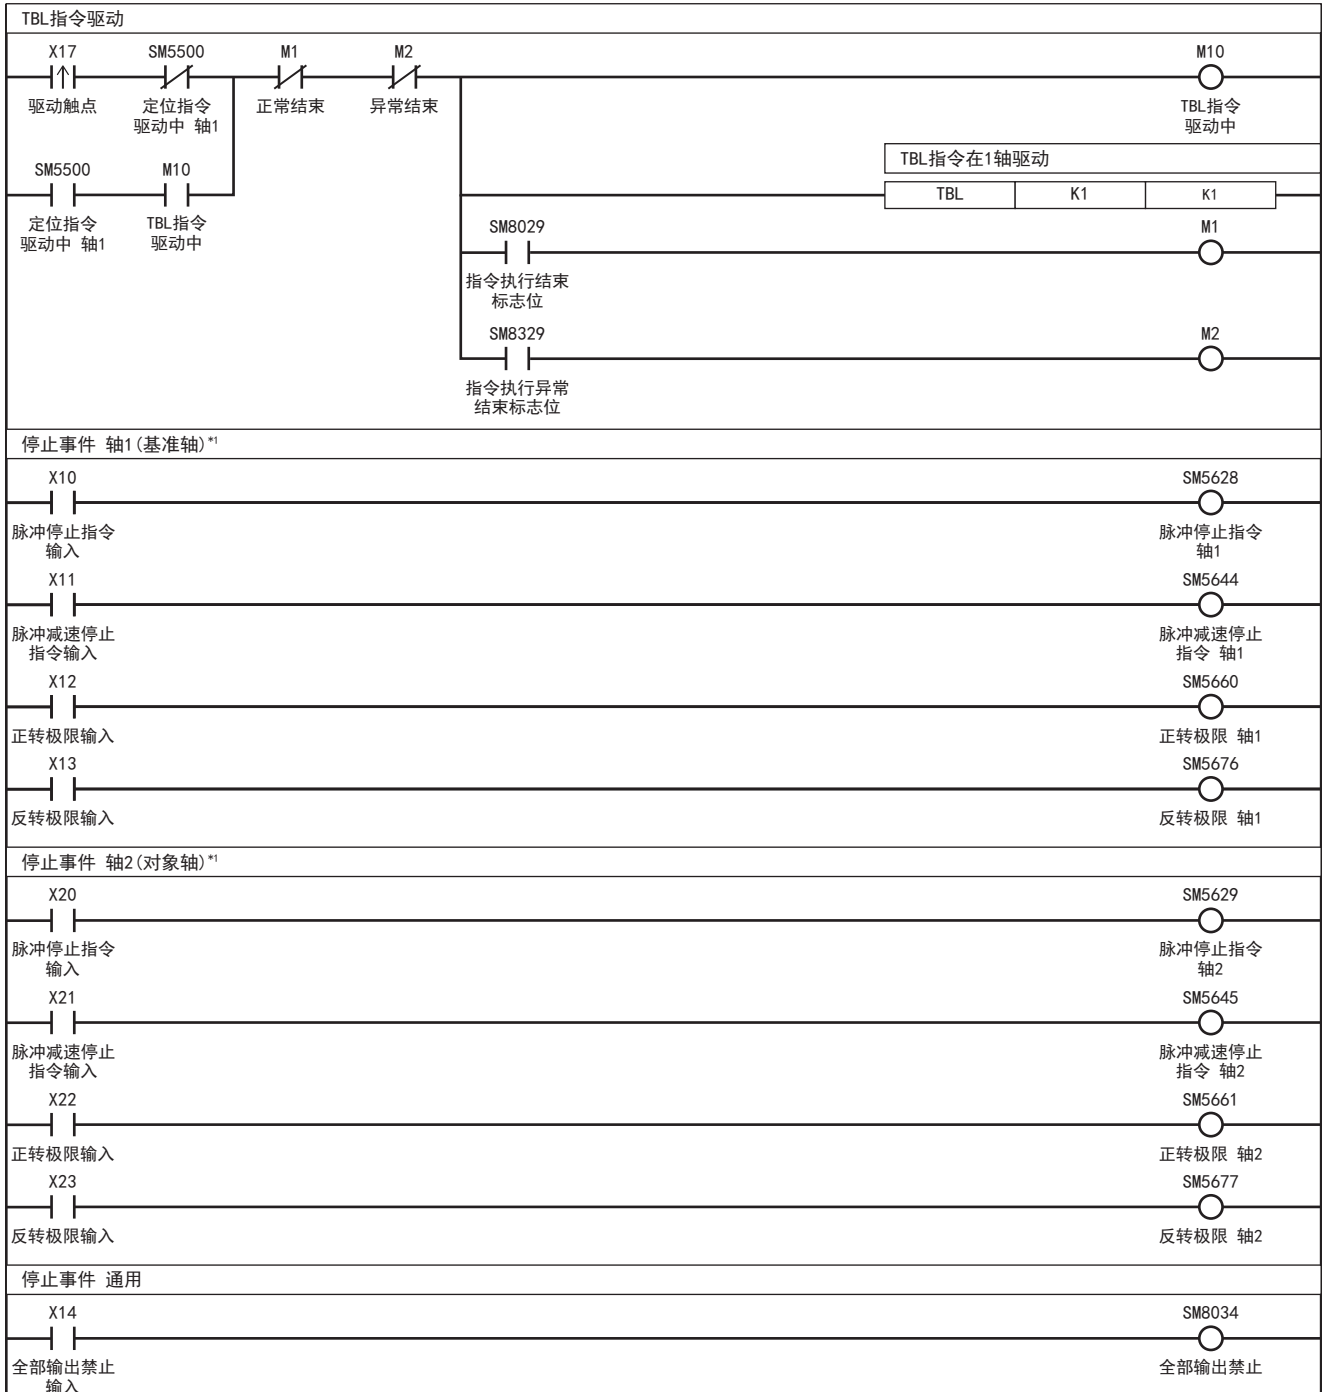 TBL指令驱动
X17 SM5500 M1 M2 M10
驱动触点 定位指令 正常结束 异常结束 TBL指令
驱动中 轴1 驱动中
TBL指令在1轴驱动
SM5500 M10
TBL K1 K1
定位指令 TBL指令 SM8029 M1
驱动中 轴1 驱动中
指令执行结束
标志位
SM8329 M2
指令执行异常
结束标志位
停止事件 轴1(基准轴)*1
X10 SM5628
脉冲停止指令 脉冲停止指令
输入 轴1
X11 SM5644
脉冲减速停止 脉冲减速停止
指令输入 指令 轴1
X12 SM5660
正转极限输入 正转极限 轴1
X13 SM5676
反转极限输入 反转极限 轴1
停止事件 轴2(对象轴)*1
X20 SM5629
脉冲停止指令 脉冲停止指令
输入 轴2
X21 SM5645
脉冲减速停止 脉冲减速停止
指令输入 指令 轴2
X22 SM5661
正转极限输入 正转极限 轴2
X23 SM5677
反转极限输入 反转极限 轴2
停止事件 通用
X14 SM8034
全部输出禁止 全部输出禁止
输入